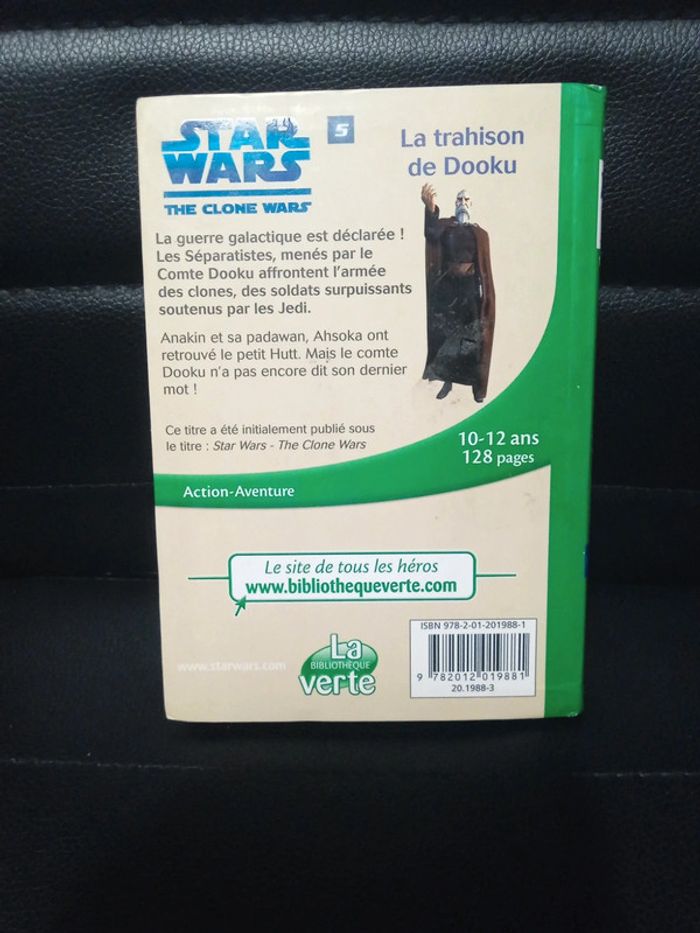 STAR WARS
THE CLONE WARS
5
La trahison
de Dooku
La guerre galactique est déclarée !
Les Séparatistes, menés par le
Comte Dooku affrontent l'armée
des clones, des soldats surpuissants
soutenus par les Jedi.
Anakin et sa padawan, Ahsoka ont
retrouvé le petit Hutt. Mais le comte
Dooku n'a pas encore dit son dernier
mot !
Ce titre a été initialement publié sous
le titre : Star Wars - The Clone Wars
10-12 ans
128 pages
Action-Aventure
Le site de tous les héros
www.bibliothequeverte.com
www.starwars.com
La
BIBLIOTHÈQUE
verte
ISBN 978-2-01-201988-1
9 782012 019881
20.1988-3